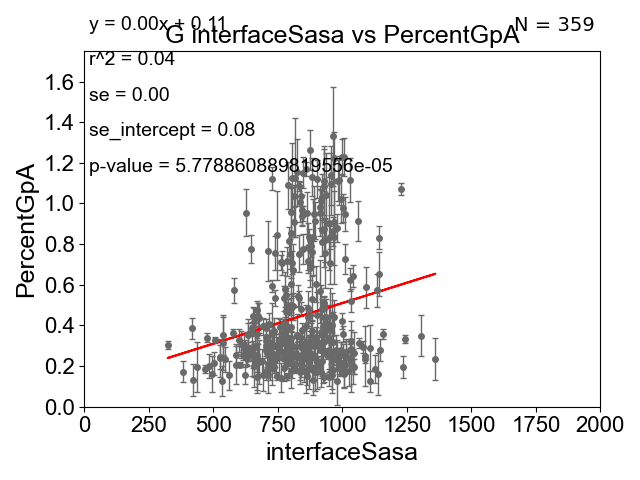 y = 0.00x + 0.11
N = 359
G interfaceSasa vs PercentGpA
r^2 = 0.04
se = 0.00
se_intercept = 0.08
p-value = 5.778860889819556e-05
PercentGpA
1.6
1.4
1.2
1.0
0.8
0.6
0.4
0.2
0.0
0 250 500 750 1000 1250 1500 1750 2000
interfaceSasa